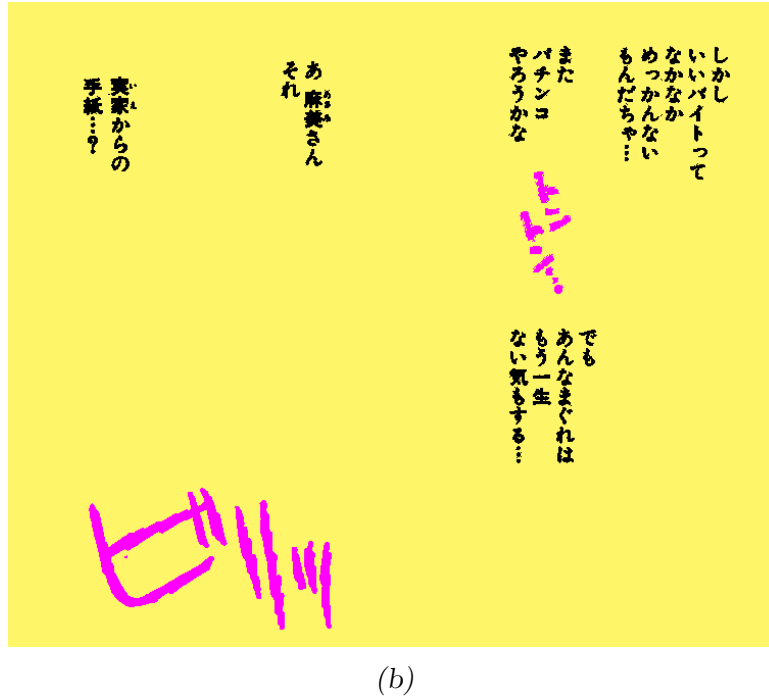 しかし
いいバイトって
なかなか
めっかんない
もんだちゃ…
また
パチンコ
やろうかな
トントン…
でも
あんなまぐれは
もう一生
ない気もする…
あ 麻美さん
それ
実家からの
手紙…?
ビリリッ
(b)